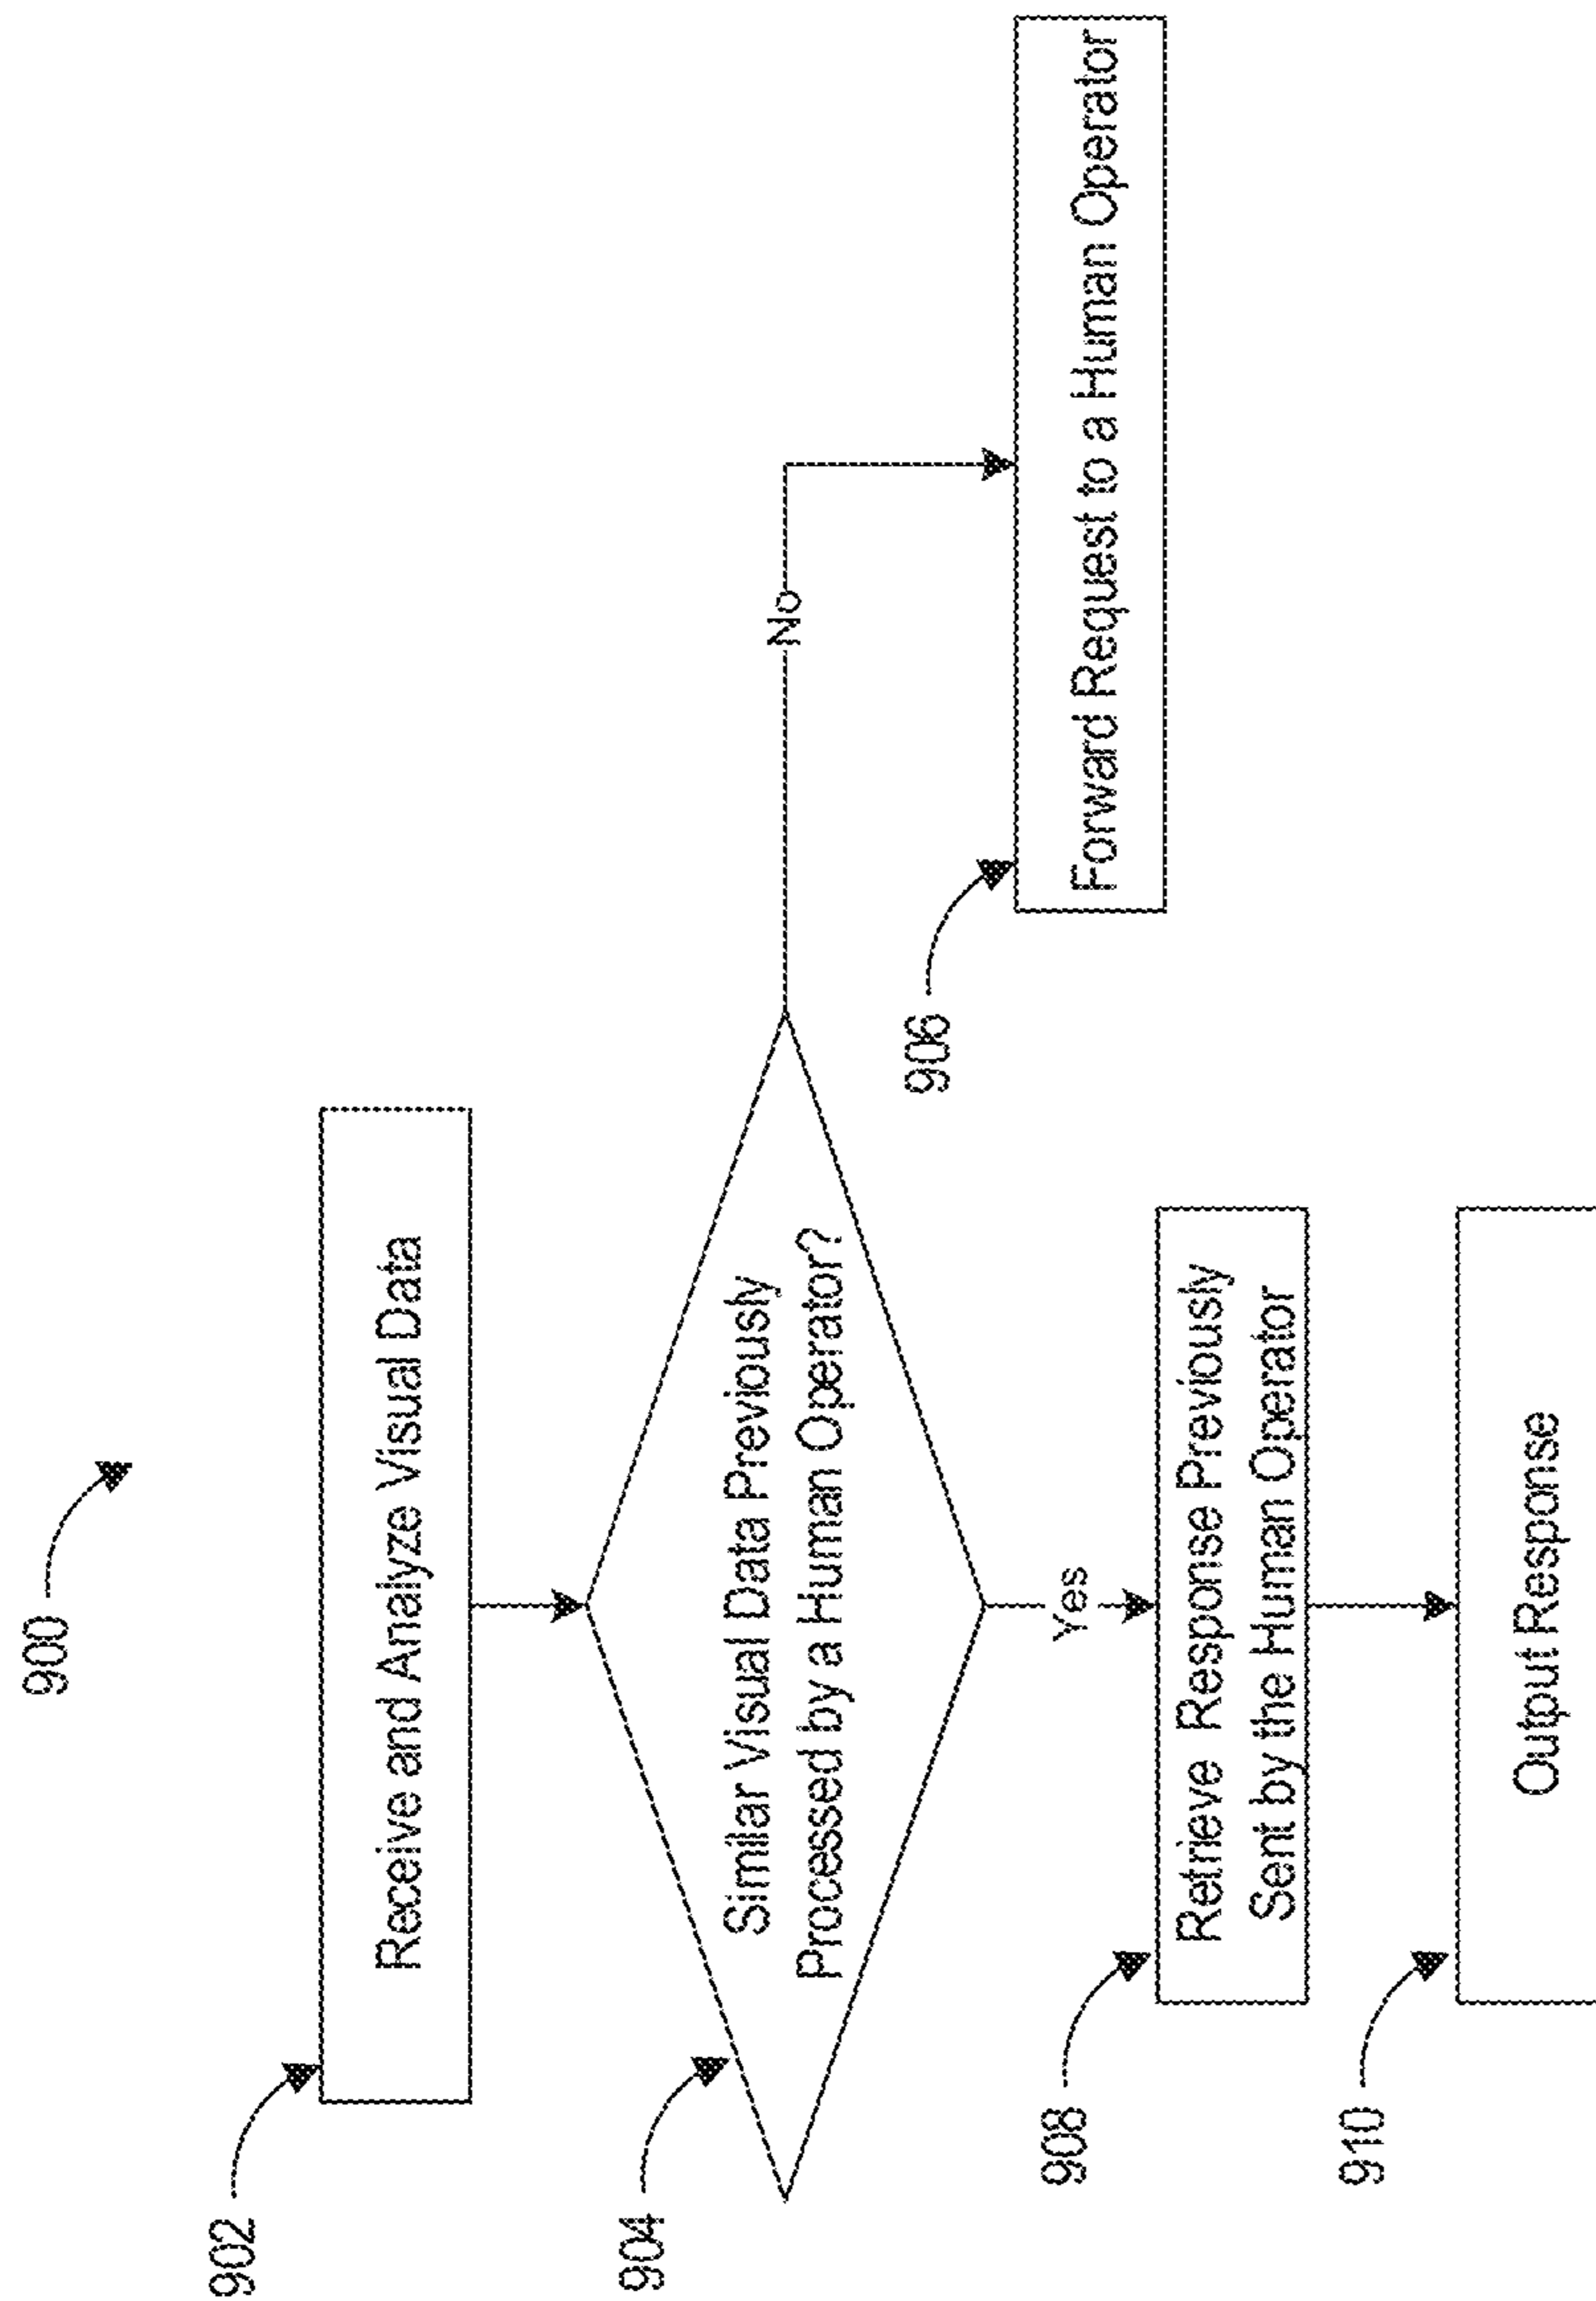 900
902
Receive and Analyze Visual Data
904
Similar Visual Data Previously
Processed by a Human Operator?
No
906
Forward Request to a Human Operator
Yes
908
Retrieve Response Previously
Sent by the Human Operator
910
Output Response